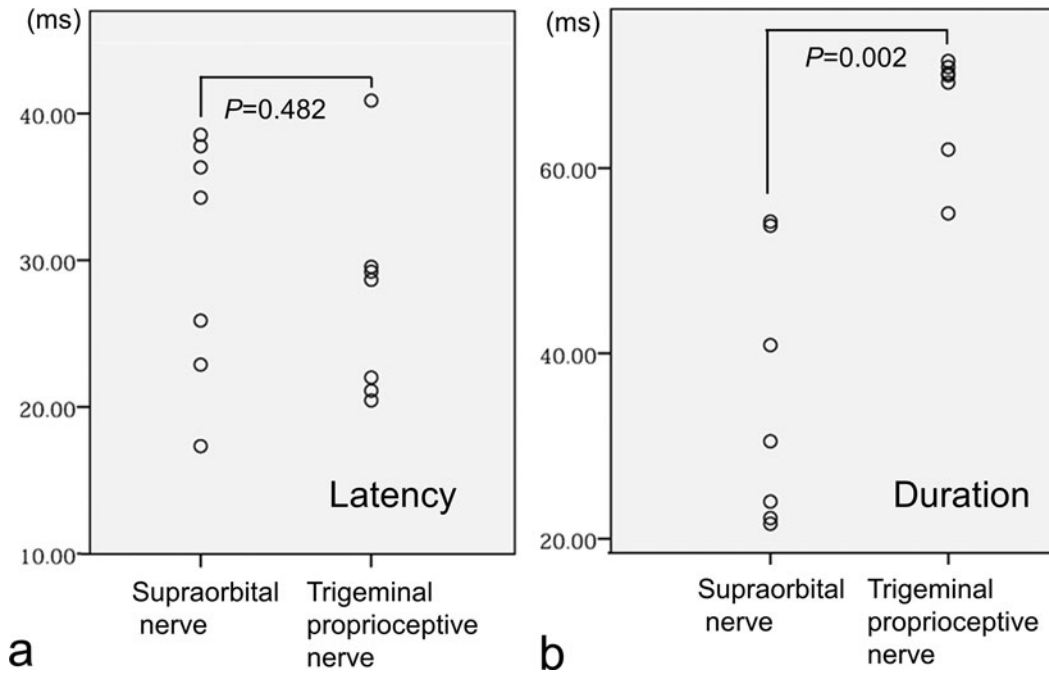 (ms)
P=0.482
40.00
30.00
20.00
10.00
Latency
Supraorbital
nerve
Trigeminal
proprioceptive
nerve
a
(ms)
P=0.002
60.00
40.00
20.00
Duration
Supraorbital
nerve
Trigeminal
proprioceptive
nerve
b